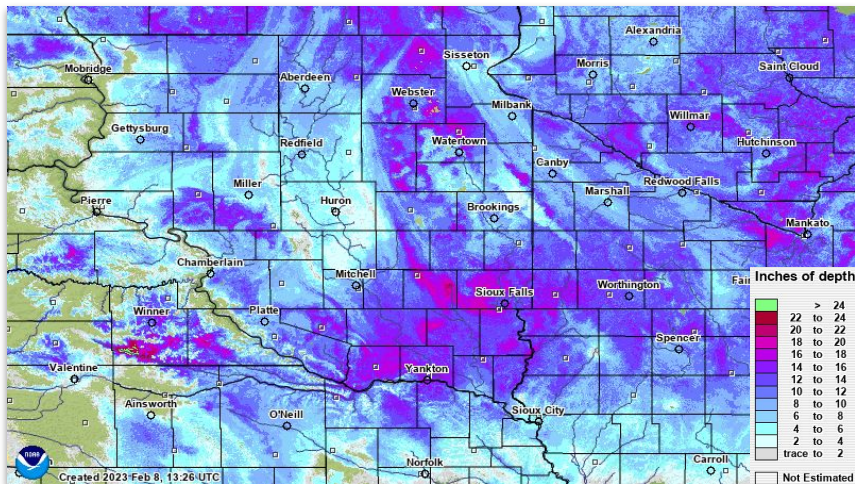 Alexandria
Sisseton
Mobridge
Aberdeen
Morris
Saint Cloud
Webster
Milbank
Gettysburg
Willmar
Redfield
Watertown
Hutchinson
Canby
Miller
Marshall
Redwood Falls
Pierre
Huron
Brookings
Mankato
Chamberlain
Mitchell
Inches of depth
Sioux Falls
Worthington
Fair
Winner
Platte
Spencer
Valentine
Yankton
Ainsworth
O'Neill
Sioux City
Norfolk
Carroll
> 24
22 to 24
20 to 22
18 to 20
16 to 18
14 to 16
12 to 14
10 to 12
8 to 10
6 to 8
4 to 6
2 to 4
trace to 2
Not Estimated
NOAA
Created 2023 Feb 8, 13:26 UTC